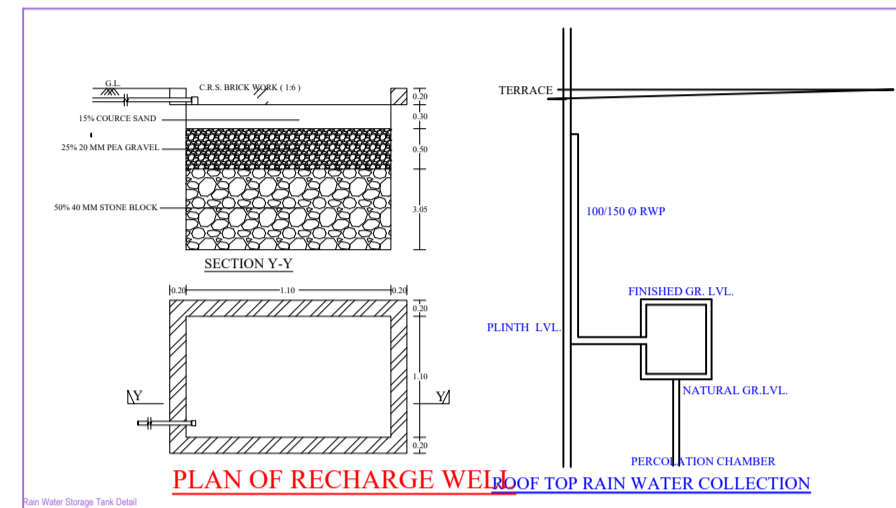 G.L.
C.R.S. BRICK WORK ( 1:6 )
0.20
15% COURCE SAND
0.30
25% 20 MM PEA GRAVEL
0.50
50% 40 MM STONE BLOCK
3.05
SECTION Y-Y
0.20
1.10
0.20
0.20
1.10
Y
Y
0.20
PLAN OF RECHARGE WELL
TERRACE
100/150 Ø RWP
FINISHED GR. LVL.
PLINTH LVL.
NATURAL GR.LVL.
PERCOLATION CHAMBER
ROOF TOP RAIN WATER COLLECTION
Rain Water Storage Tank Detail